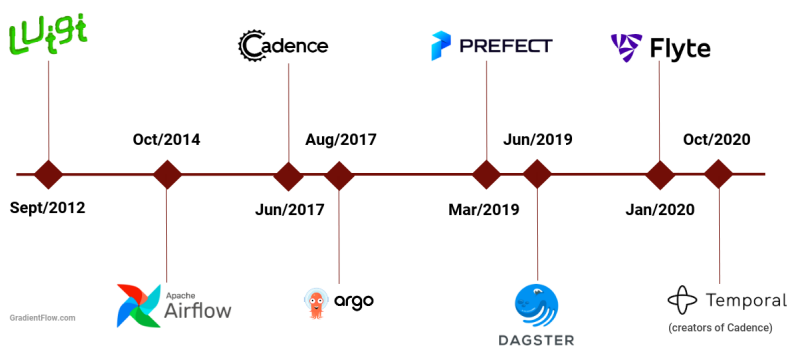 Luigi
Cadence
PREFECT
Flyte
Oct/2014
Aug/2017
Jun/2019
Oct/2020
Sept/2012
Jun/2017
Mar/2019
Jan/2020
Apache
Airflow
argo
DAGSTER
Temporal
(creators of Cadence)
GradientFlow.com